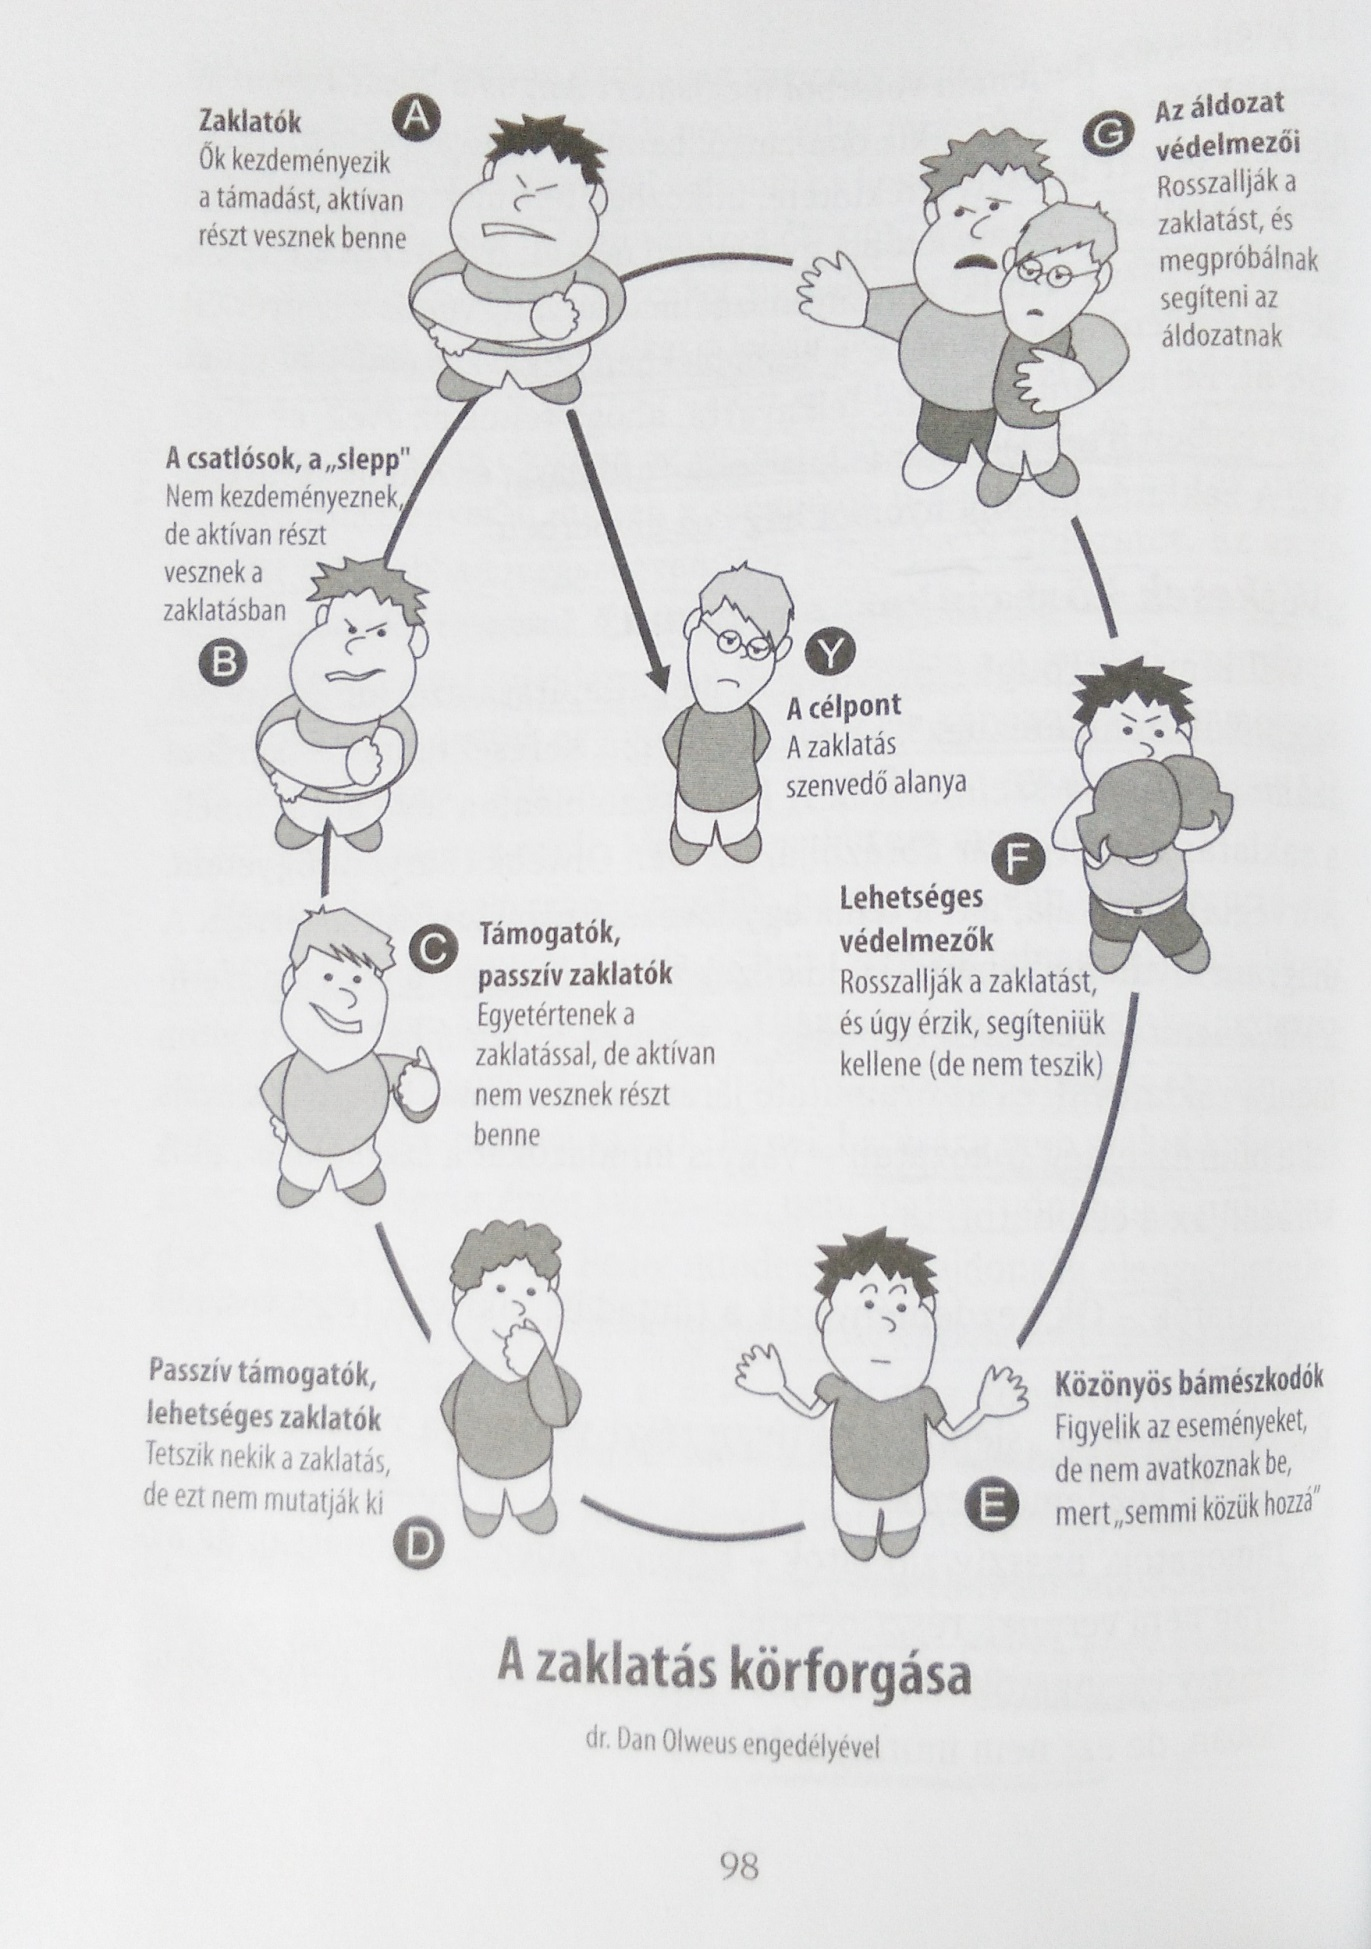 A
Zaklatók
Ők kezdeményezik
a támadást, aktívan
részt vesznek benne
G
Az áldozat
védelmezői
Rosszallják a
zaklatást, és
megpróbálnak
segíteni az
áldozatnak
A csatlósok, a „slepp"
Nem kezdeményeznek,
de aktívan részt
vesznek a
zaklatásban
B
Y
A célpont
A zaklatás
szenvedő alanya
F
Lehetséges
védelmezők
Rosszallják a zaklatást,
és úgy érzik, segíteniük
kellene (de nem teszik)
C
Támogatók,
passzív zaklatók
Egyetértenek a
zaklatással, de aktívan
nem vesznek részt
benne
Passzív támogatók,
lehetséges zaklatók
Tetszik nekik a zaklatás,
de ezt nem mutatják ki
D
Közönyös bámészkodók
Figyelik az eseményeket,
de nem avatkoznak be,
mert „semmi közük hozzá"
E
A zaklatás körforgása
dr. Dan Olweus engedélyével
98